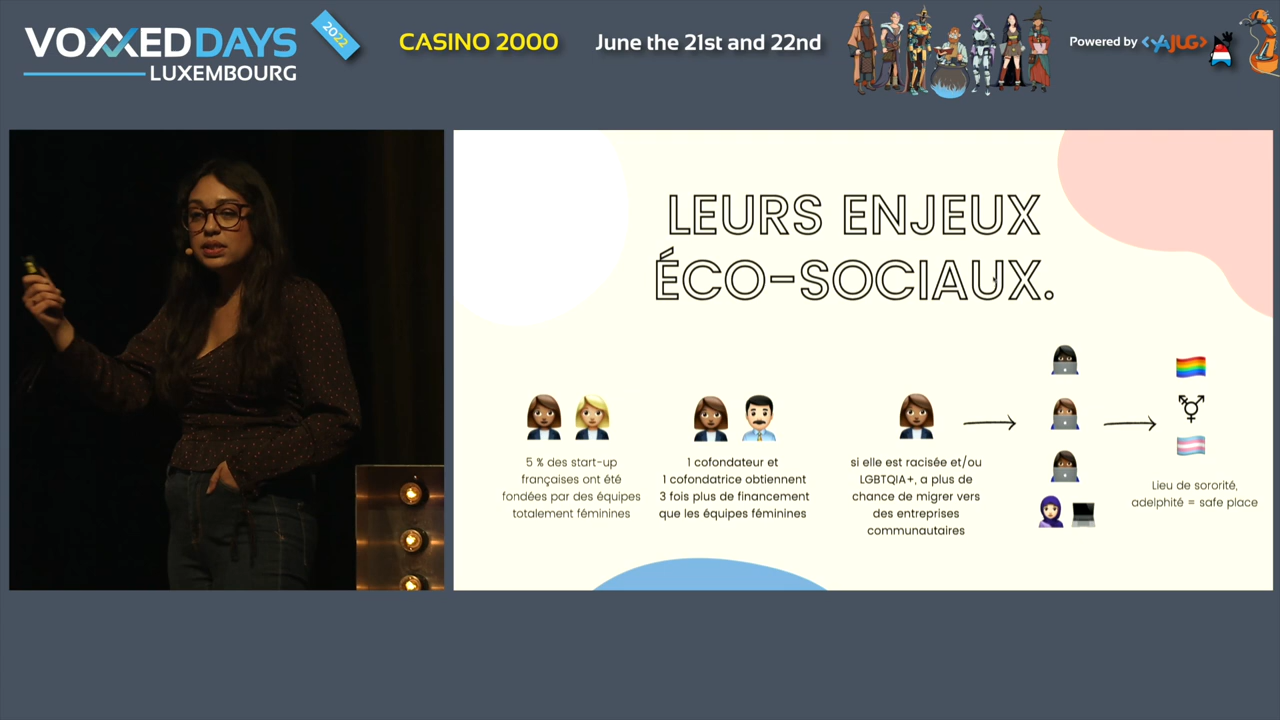 VOXXEDDAYS
LUXEMBOURG
2022
CASINO 2000
June the 21st and 22nd
Powered by <YAJUG>
LEURS ENJEUX
ÉCO-SOCIAUX.
5 % des start-up
françaises ont été
fondées par des équipes
totalement féminines
1 cofondateur et
1 cofondatrice obtiennent
3 fois plus de financement
que les équipes féminines
si elle est racisée et/ou
LGBTQIA+, a plus de
chance de migrer vers
des entreprises
communautaires
Lieu de sororité,
adelphité = safe place